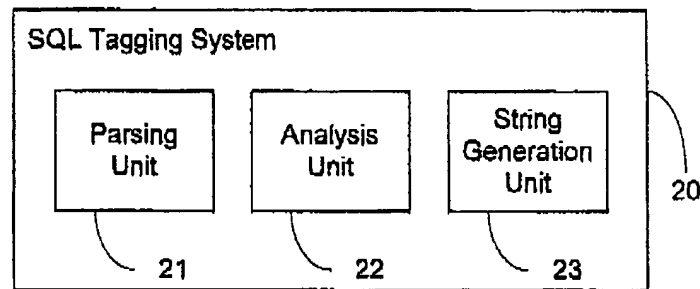 SQL Tagging System
Parsing
Unit
Analysis
Unit
String
Generation
Unit
20
21
22
23